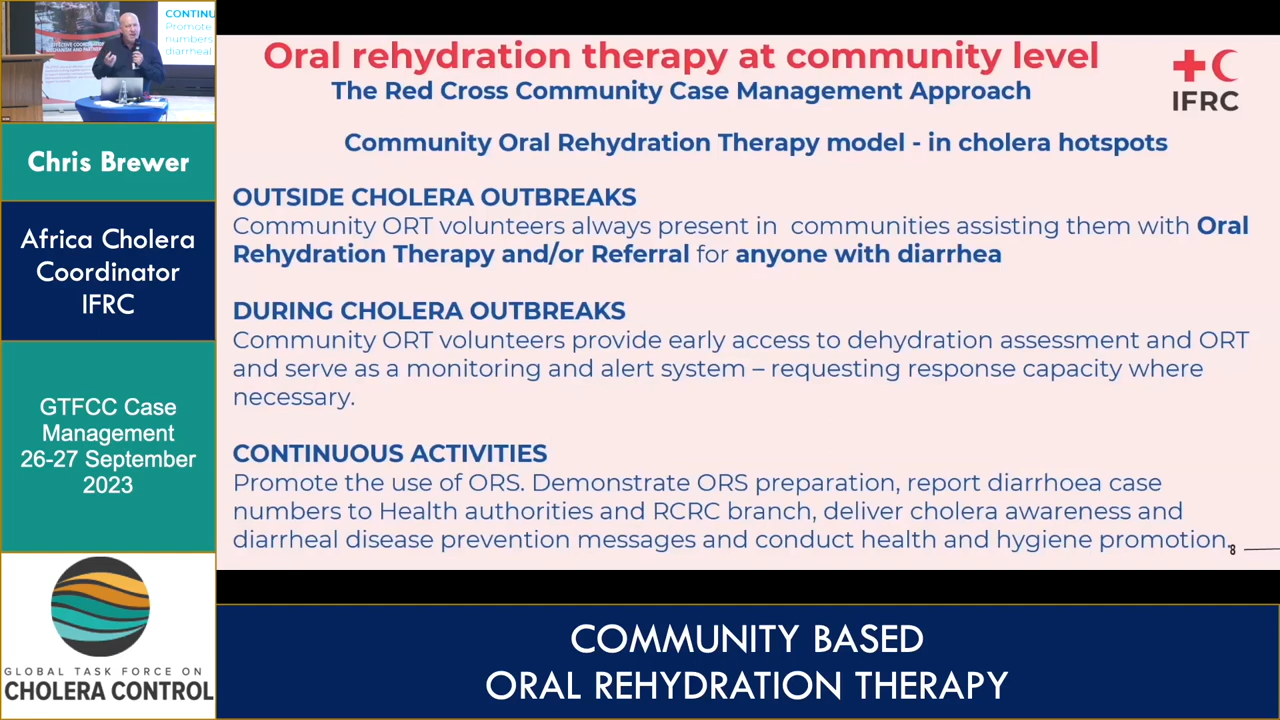 CONTINU
Promote
numbers
diarrheal
Chris Brewer
Africa Cholera
Coordinator
IFRC
GTFCC Case
Management
26-27 September
2023
GLOBAL TASK FORCE ON
CHOLERA CONTROL
Oral rehydration therapy at community level
The Red Cross Community Case Management Approach
IFRC
Community Oral Rehydration Therapy model - in cholera hotspots
OUTSIDE CHOLERA OUTBREAKS
Community ORT volunteers always present in communities assisting them with Oral
Rehydration Therapy and/or Referral for anyone with diarrhea
DURING CHOLERA OUTBREAKS
Community ORT volunteers provide early access to dehydration assessment and ORT
and serve as a monitoring and alert system – requesting response capacity where
necessary.
CONTINUOUS ACTIVITIES
Promote the use of ORS. Demonstrate ORS preparation, report diarrhoea case
numbers to Health authorities and RCRC branch, deliver cholera awareness and
diarrheal disease prevention messages and conduct health and hygiene promotion.
8
COMMUNITY BASED
ORAL REHYDRATION THERAPY